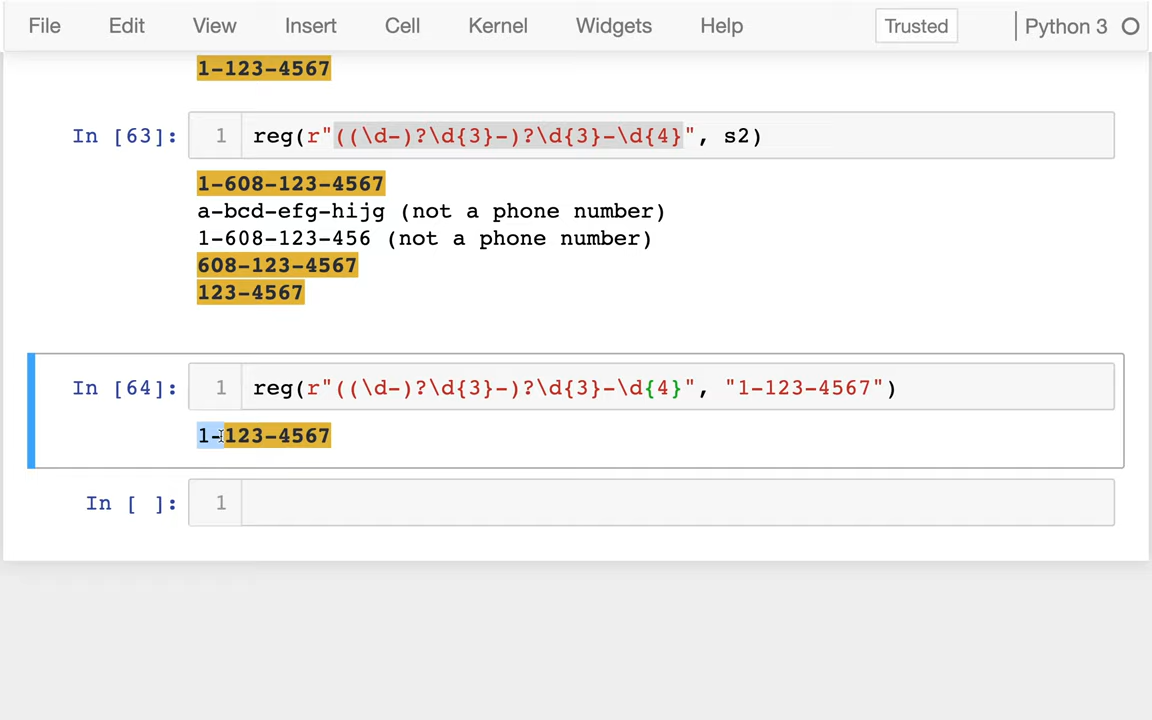 File Edit View Insert Cell Kernel Widgets Help Trusted Python 3
1-123-4567
In [63]: 1 reg(r"((\d-)?\d{3}-)?\d{3}-\d{4}", s2)
1-608-123-4567
a-bcd-efg-hijg (not a phone number)
1-608-123-456 (not a phone number)
608-123-4567
123-4567
In [64]: 1 reg(r"((\d-)?\d{3}-)?\d{3}-\d{4}", "1-123-4567")
1-123-4567
In [ ]: 1